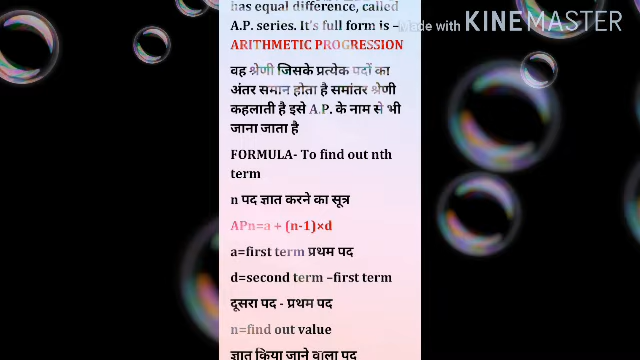 has equal difference, called
A.P. series. It's full form is –
Made with KINEMASTER
ARITHMETIC PROGRESSION
वह श्रेणी जिसके प्रत्येक पदों का
अंतर समान होता है समांतर श्रेणी
कहलाती है इसे A.P. के नाम से भी
जाना जाता है
FORMULA- To find out nth
term
n पद ज्ञात करने का सूत्र
APn=a + (n-1)×d
a=first term प्रथम पद
d=second term –first term
दूसरा पद - प्रथम पद
n=find out value
ज्ञात किया जाने वाला पद